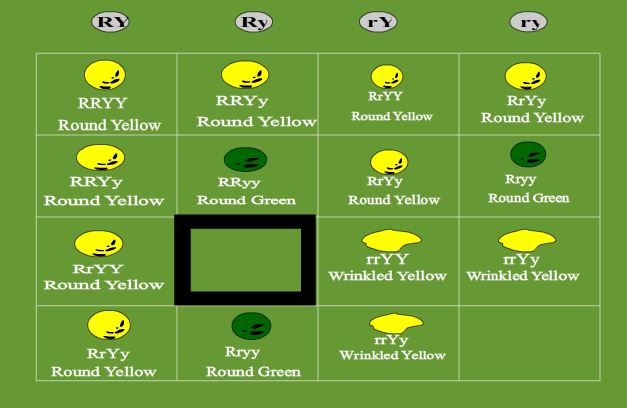 RY Ry rY ry
RRYY RRYy RrYY RrYy
Round Yellow Round Yellow Round Yellow Round Yellow
RRYy RRyy RrYy Rryy
Round Yellow Round Green Round Yellow Round Green
RrYY rrYY rrYy
Round Yellow Wrinkled Yellow Wrinkled Yellow
RrYy Rryy rrYy
Round Yellow Round Green Wrinkled Yellow